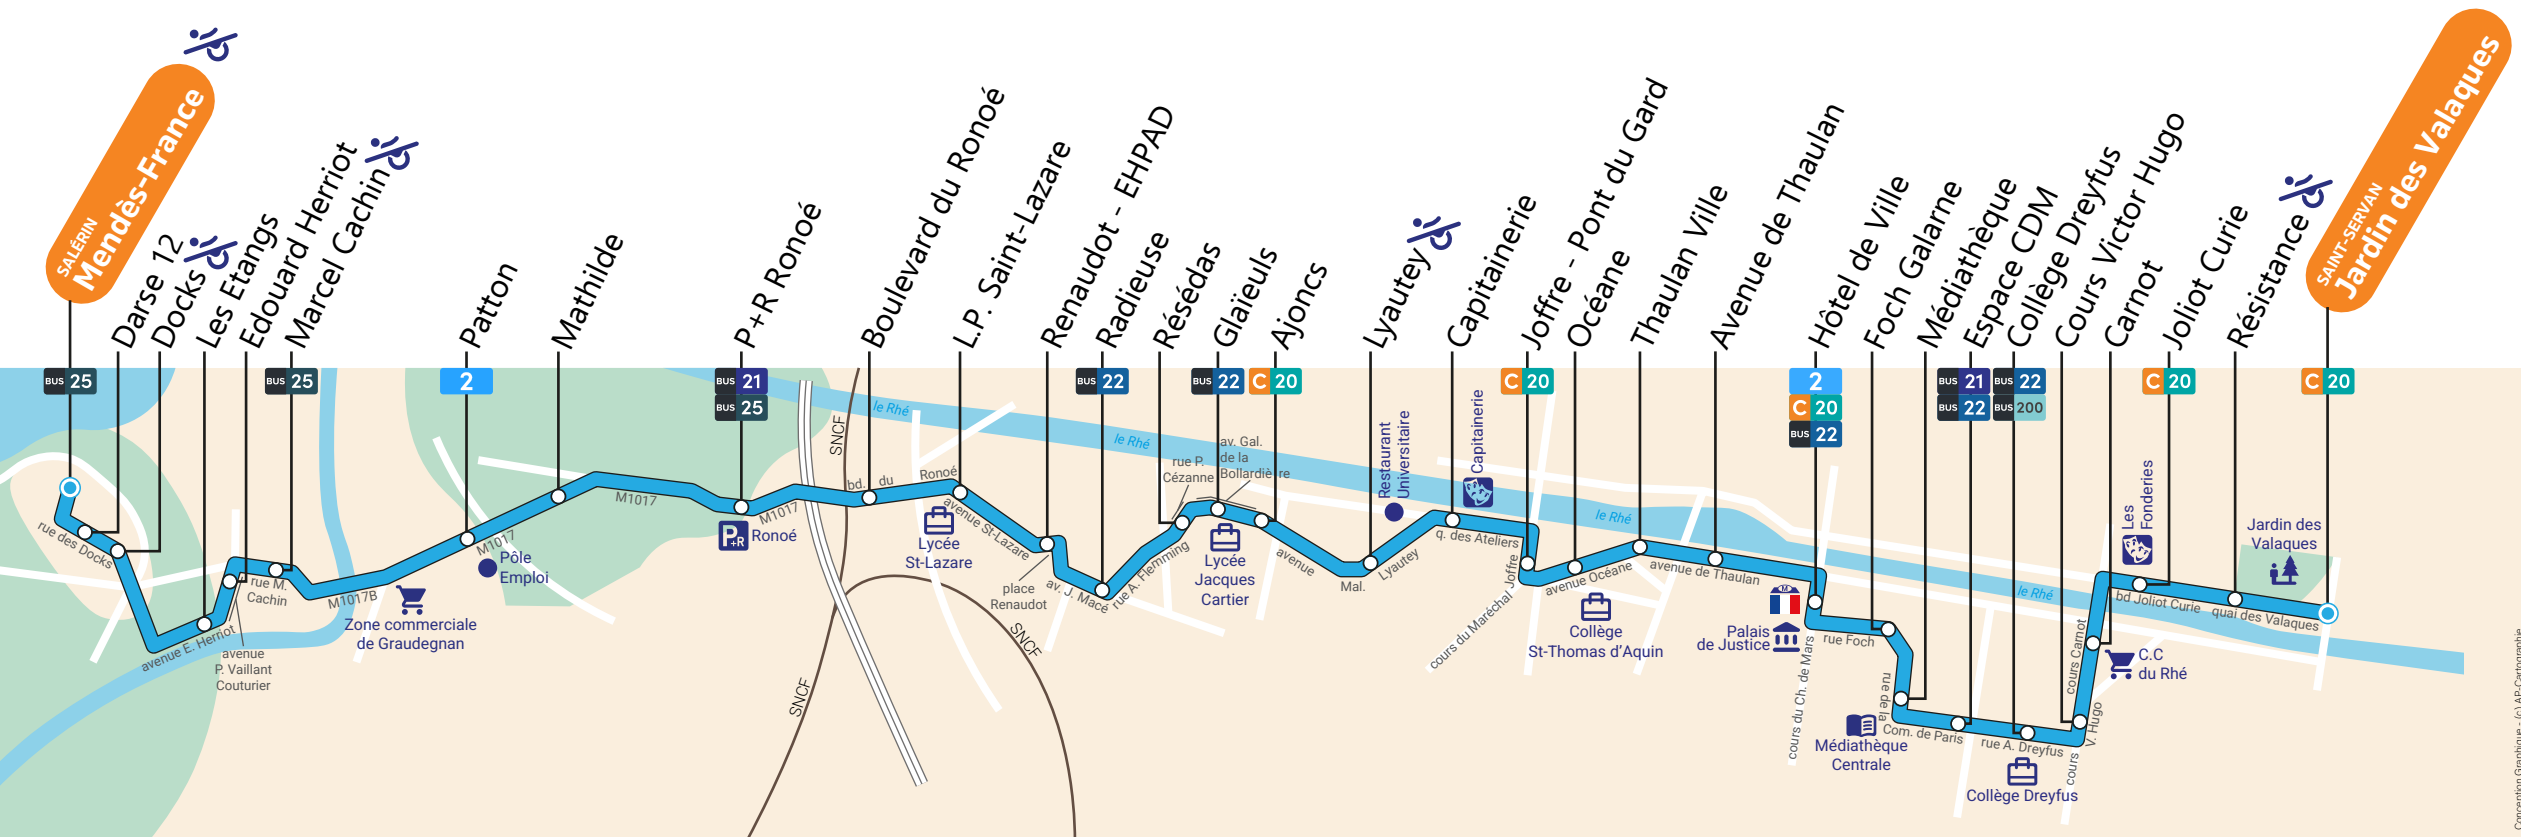 SALÉRIN
Mendès-France
Darse 12
Docks
Les Etangs
Edouard Herriot
Marcel Cachin
Patton
Mathilde
P+R Ronoé
Boulevard du Ronoé
L.P. Saint-Lazare
Renaudot - EHPAD
Radieuse
Résédas
Glaïeuls
Ajoncs
Lyautey
Capitainerie
Joffre - Pont du Gard
Océane
Thaulan Ville
Avenue de Thaulan
Hôtel de Ville
Foch Galarne
Médiathèque
Espace CDM
Collège Dreyfus
Cours Victor Hugo
Carnot
Joliot Curie
Résistance
SAINT-SERVAN
Jardin des Valaques
BUS 25
BUS 25
2
BUS 21
BUS 25
BUS 22
BUS 22
C 20
C 20
2
C 20
BUS 22
BUS 21
BUS 22
BUS 22
BUS 200
C 20
C 20
rue des Docks
avenue E. Herriot
avenue
P. Vaillant
Couturier
rue M.
Cachin
M1017B
Zone commerciale
de Graudegnan
M1017
Pôle
Emploi
M1017
P+R
Ronoé
M1017
SNCF
SNCF
SNCF
le Rhé
le Rhé
le Rhé
le Rhé
bd.
du
Ronoé
Lycée
St-Lazare
avenue St-Lazare
place
Renaudot
av. J. Macé
rue A. Flemming
rue P.
Cézanne
av. Gal.
de la
Bollardière
Lycée
Jacques
Cartier
avenue
Mal.
Lyautey
Restaurant
Universitaire
Capitainerie
q. des Ateliers
cours du Maréchal Joffre
avenue Océane
Collège
St-Thomas d’Aquin
avenue de Thaulan
M
Palais
de Justice
cours du Ch. de Mars
rue Foch
rue de la
Com. de Paris
Médiathèque
Centrale
rue A. Dreyfus
Collège Dreyfus
cours
V. Hugo
cours Carnot
C.C
du Rhé
Les
Fonderies
bd Joliot Curie
quai des Valaques
Jardin des
Valaques
Conception Graphique - (c) AP-Cartographie